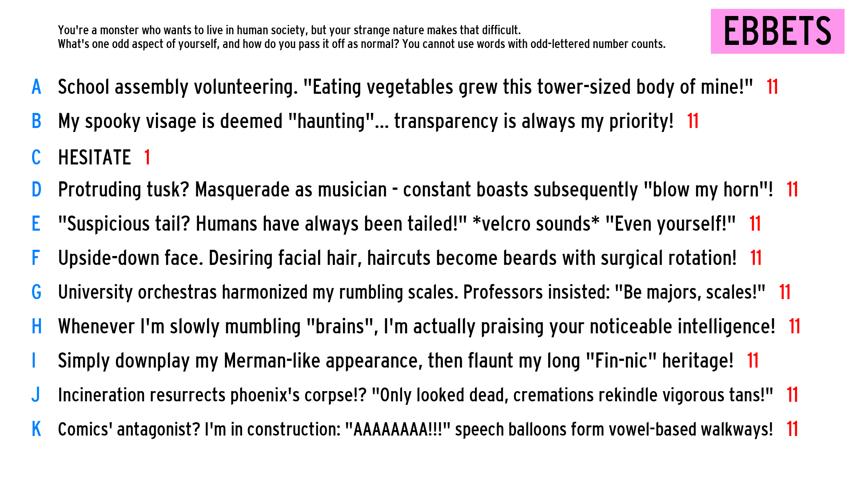 You're a monster who wants to live in human society, but your strange nature makes that difficult.
What's one odd aspect of yourself, and how do you pass it off as normal? You cannot use words with odd-lettered number counts.
EBBETS
A School assembly volunteering. "Eating vegetables grew this tower-sized body of mine!" 11
B My spooky visage is deemed "haunting"... transparency is always my priority! 11
C HESITATE 1
D Protruding tusk? Masquerade as musician - constant boasts subsequently "blow my horn"! 11
E "Suspicious tail? Humans have always been tailed!" *velcro sounds* "Even yourself!" 11
F Upside-down face. Desiring facial hair, haircuts become beards with surgical rotation! 11
G University orchestras harmonized my rumbling scales. Professors insisted: "Be majors, scales!" 11
H Whenever I'm slowly mumbling "brains", I'm actually praising your noticeable intelligence! 11
I Simply downplay my Merman-like appearance, then flaunt my long "Fin-nic" heritage! 11
J Incineration resurrects phoenix's corpse!? "Only looked dead, cremations rekindle vigorous tans!" 11
K Comics' antagonist? I'm in construction: "AAAAAAAA!!!" speech balloons form vowel-based walkways! 11